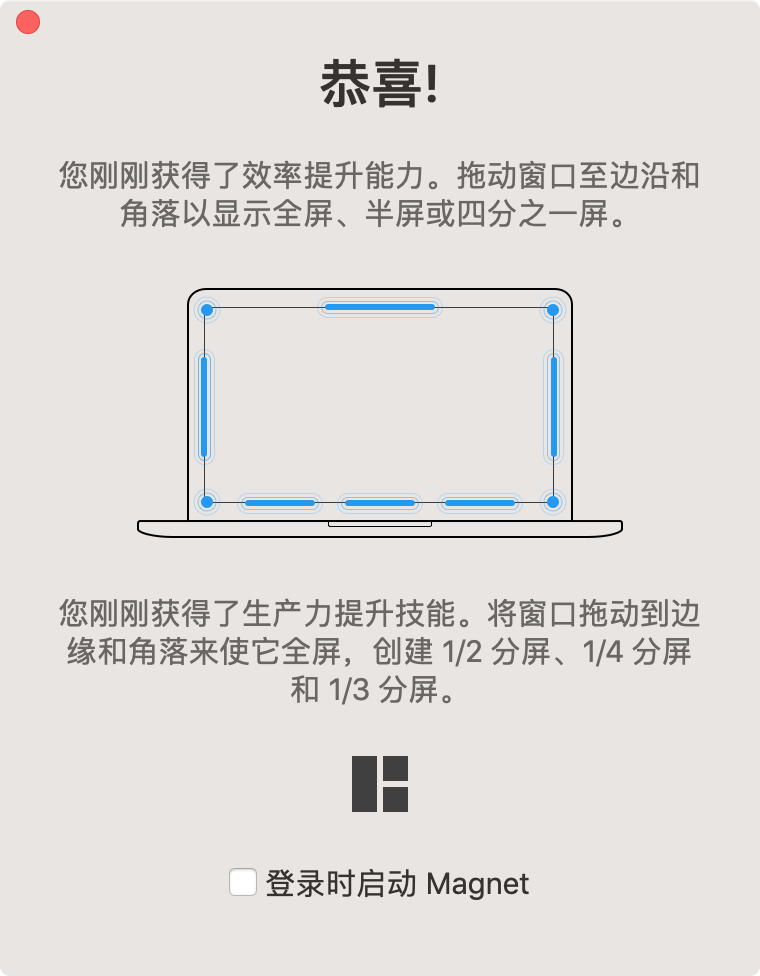 恭喜!
您刚刚获得了效率提升能力。拖动窗口至边沿和
角落以显示全屏、半屏或四分之一屏。
您刚刚获得了生产力提升技能。将窗口拖动到边
缘和角落来使它全屏，创建 1/2 分屏、1/4 分屏
和 1/3 分屏。
登录时启动 Magnet